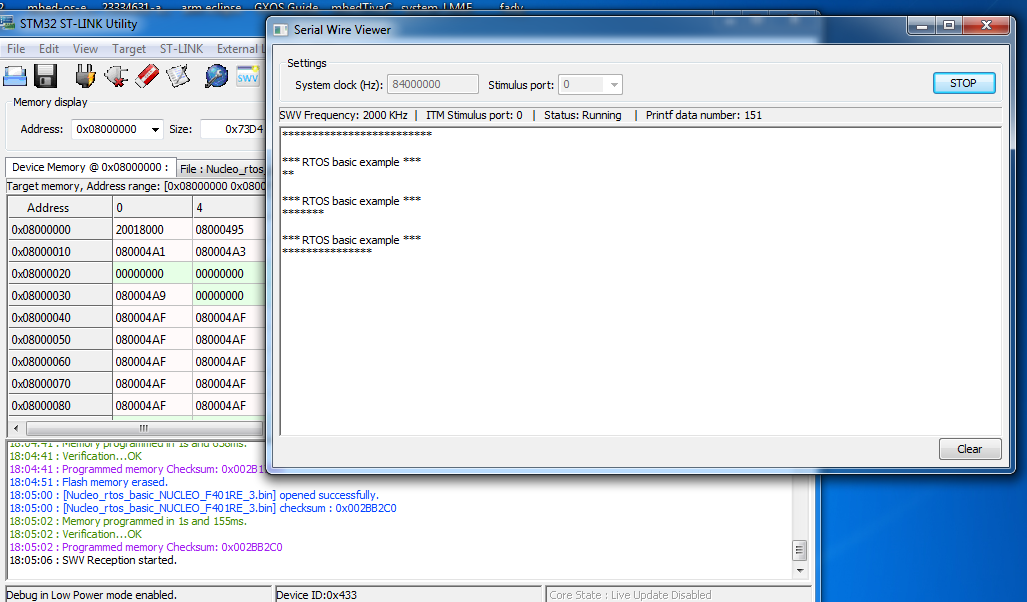 mbed-os-e 23334631-a arm eclipse GXOS Guide mbedTivaC system_LM4F fady
STM32 ST-LINK Utility
File Edit View Target ST-LINK External L
Memory display
Address: 0x08000000 Size: 0x73D4
Device Memory @ 0x08000000 : File : Nucleo_rtos
Target memory, Address range: [0x08000000 0x0800
Address 0 4
0x08000000 20018000 08000495
0x08000010 080004A1 080004A3
0x08000020 00000000 00000000
0x08000030 080004A9 00000000
0x08000040 080004AF 080004AF
0x08000050 080004AF 080004AF
0x08000060 080004AF 080004AF
0x08000070 080004AF 080004AF
0x08000080 080004AF 080004AF
18:04:41 : Memory programmed in 1s and 638ms.
18:04:41 : Verification...OK
18:04:41 : Programmed memory Checksum: 0x002B1
18:04:51 : Flash memory erased.
18:05:00 : [Nucleo_rtos_basic_NUCLEO_F401RE_3.bin] opened successfully.
18:05:00 : [Nucleo_rtos_basic_NUCLEO_F401RE_3.bin] checksum : 0x002BB2C0
18:05:02 : Memory programmed in 1s and 155ms.
18:05:02 : Verification...OK
18:05:02 : Programmed memory Checksum: 0x002BB2C0
18:05:06 : SWV Reception started.
Debug in Low Power mode enabled. Device ID:0x433 Core State : Live Update Disabled
Serial Wire Viewer
Settings
System clock (Hz): 84000000 Stimulus port: 0 STOP
SWV Frequency: 2000 KHz | ITM Stimulus port: 0 | Status: Running | Printf data number: 151
*************************
*** RTOS basic example ***
**
*** RTOS basic example ***
*******
*** RTOS basic example ***
***************
Clear
SWV